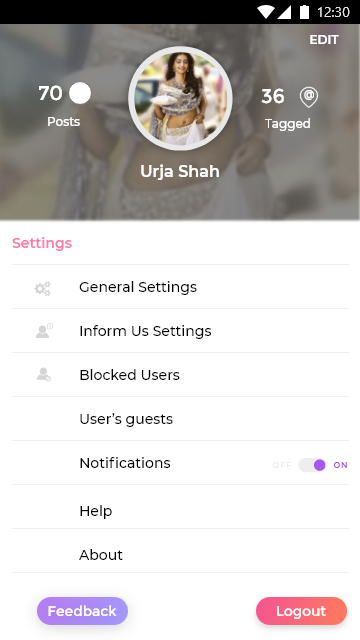 12:30
EDIT
70
36
@
Posts
Tagged
Urja Shah
Settings
General Settings
Inform Us Settings
Blocked Users
User's guests
Notifications OFF ON
Help
About
Feedback Logout